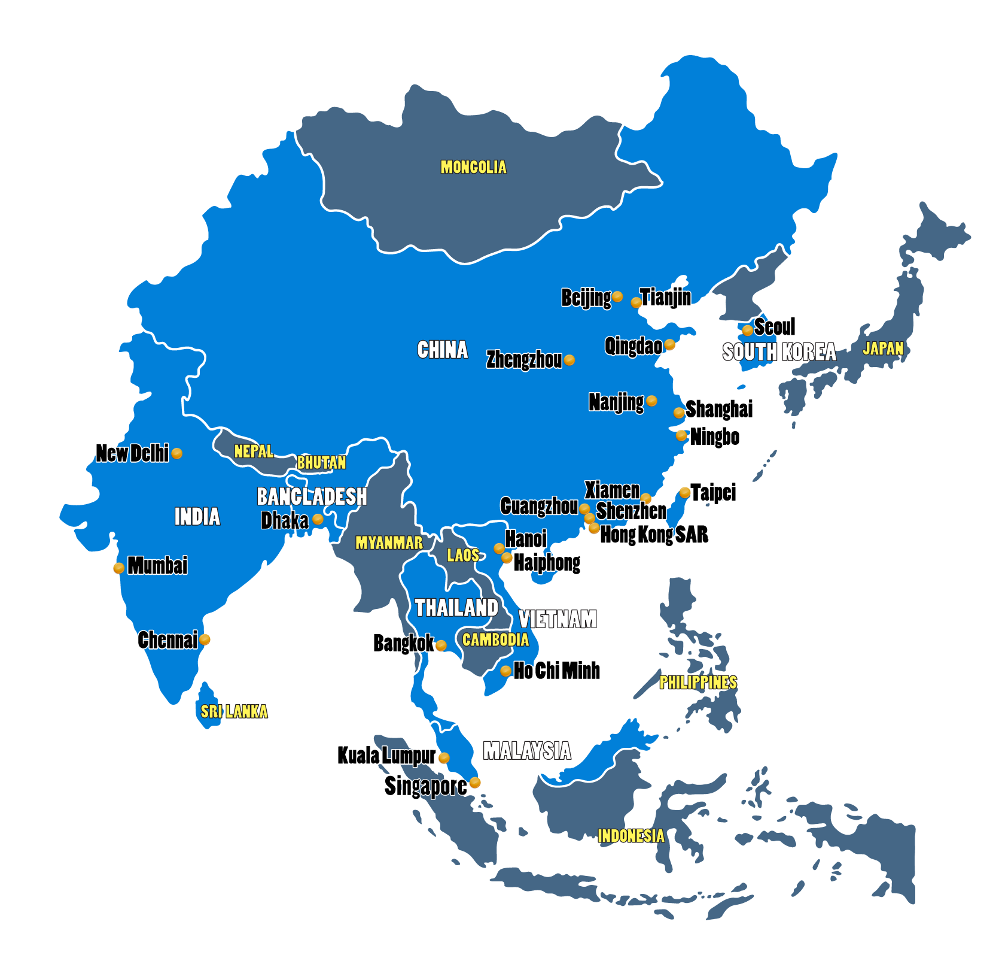 MONGOLIA
Beijing
Tianjin
Seoul
SOUTH KOREA
JAPAN
Qingdao
CHINA
Zhengzhou
Nanjing
Shanghai
Ningbo
New Delhi
NEPAL
BHUTAN
Xiamen
Taipei
BANGLADESH
Guangzhou
Shenzhen
INDIA
Dhaka
Hong Kong SAR
MYANMAR
Hanoi
LAOS
Haiphong
Mumbai
THAILAND
VIETNAM
Chennai
Bangkok
CAMBODIA
Ho Chi Minh
PHILIPPINES
SRI LANKA
MALAYSIA
Kuala Lumpur
Singapore
INDONESIA